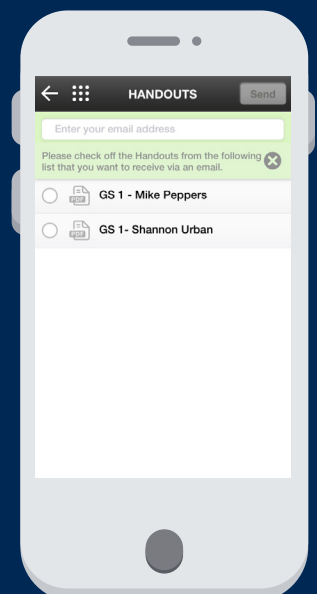 HANDOUTS
Send
Enter your email address
Please check off the Handouts from the following
list that you want to receive via an email.
PDF
GS 1 - Mike Peppers
PDF
GS 1- Shannon Urban